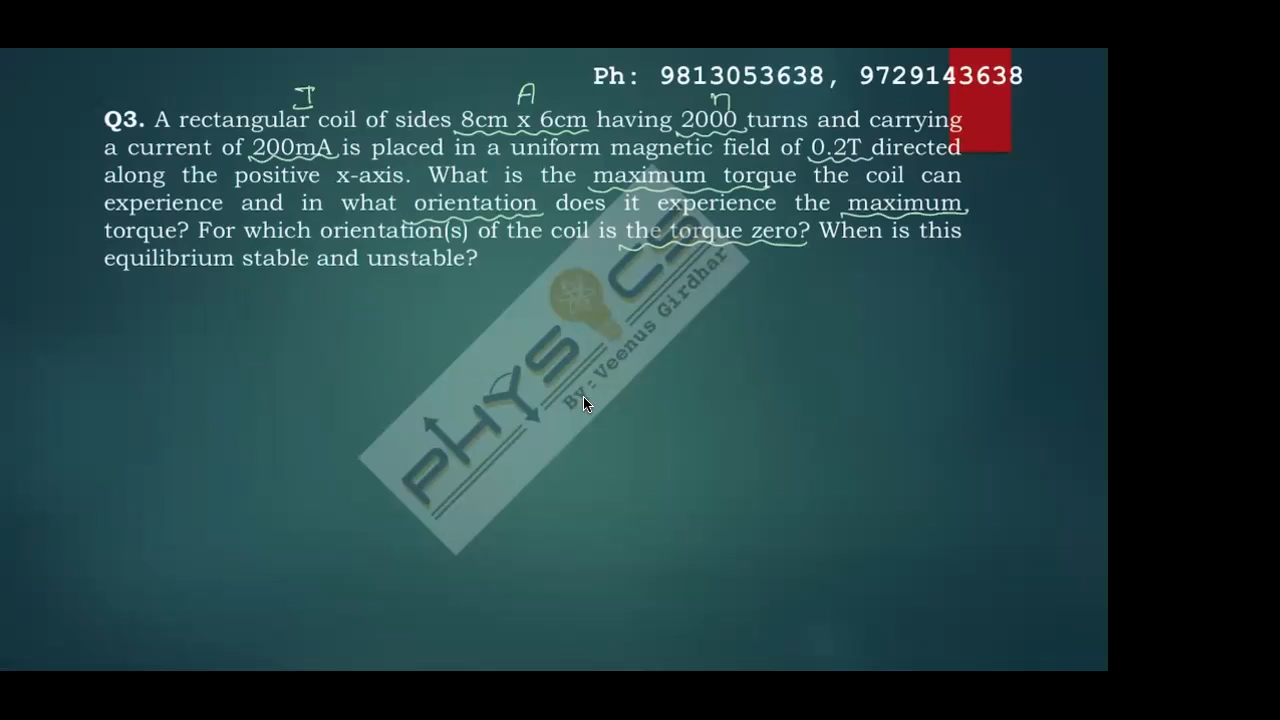 Ph: 9813053638, 9729143638
I A n
Q3. A rectangular coil of sides 8cm x 6cm having 2000 turns and carrying
a current of 200mA is placed in a uniform magnetic field of 0.2T directed
along the positive x-axis. What is the maximum torque the coil can
experience and in what orientation does it experience the maximum
torque? For which orientation(s) of the coil is the torque zero? When is this
equilibrium stable and unstable?
PHYSICS
By: Veenus Girdhar